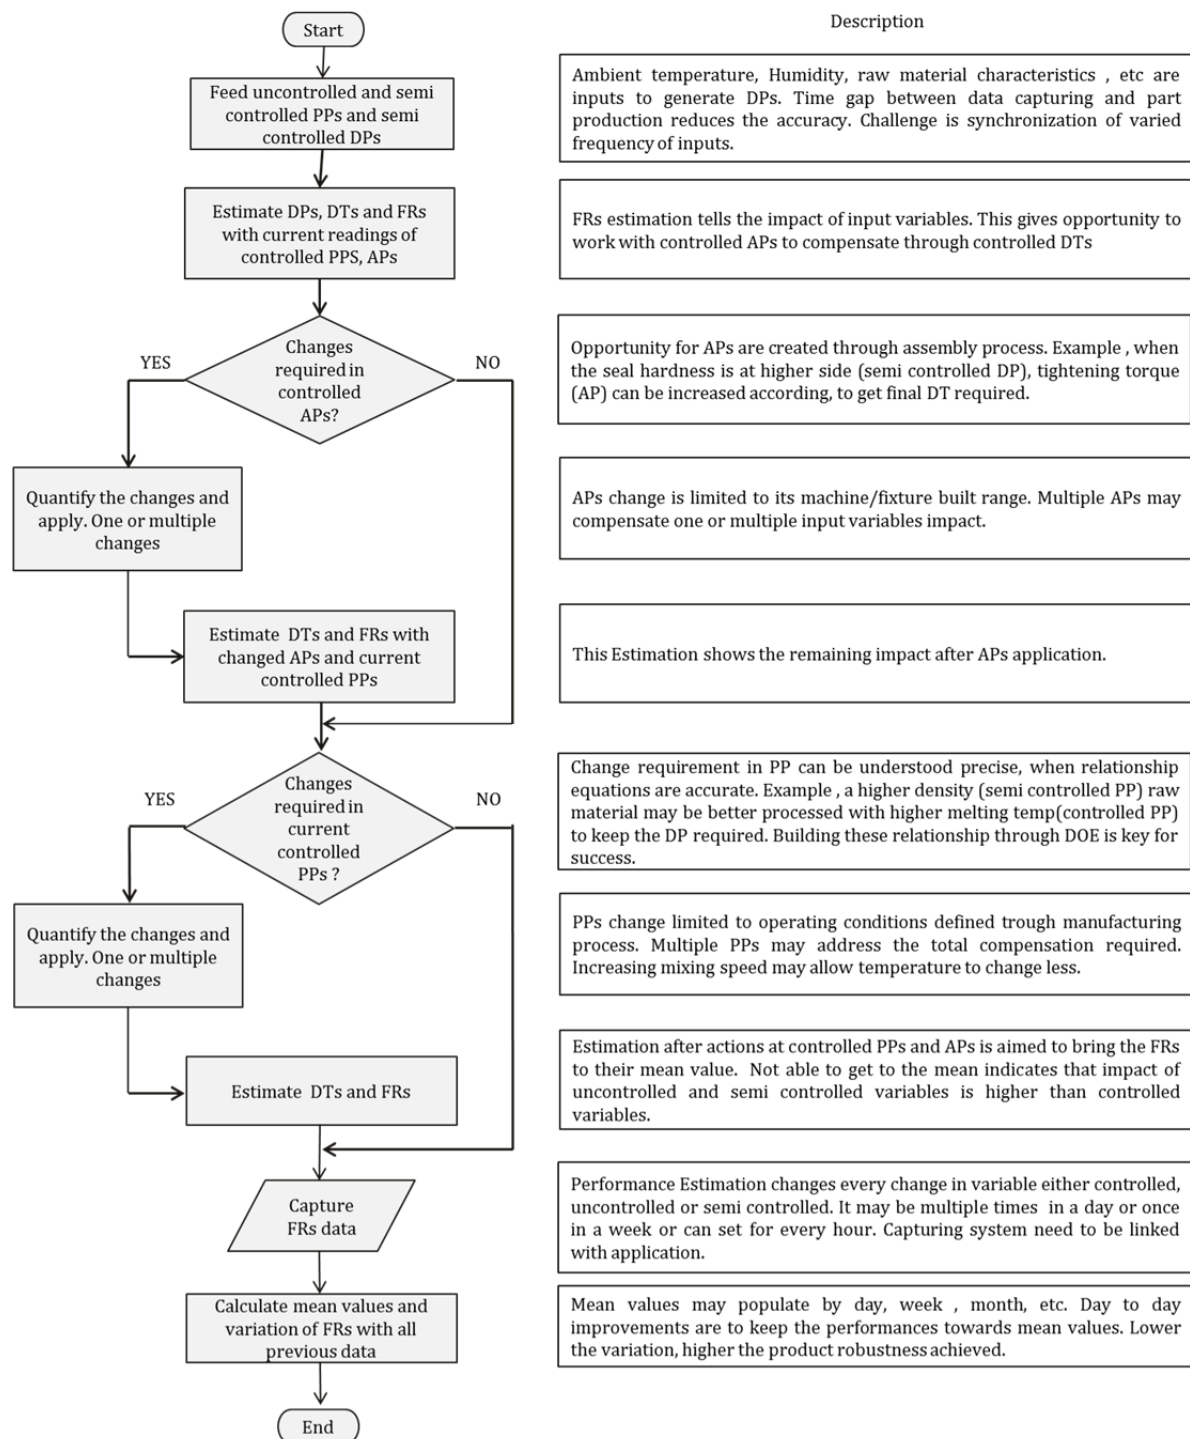 Start
Description
Feed uncontrolled and semi
controlled PPs and semi
controlled DPs
Ambient temperature, Humidity, raw material characteristics , etc are
inputs to generate DPs. Time gap between data capturing and part
production reduces the accuracy. Challenge is synchronization of varied
frequency of inputs.
Estimate DPs, DTs and FRs
with current readings of
controlled PPS, APs
FRs estimation tells the impact of input variables. This gives opportunity to
work with controlled APs to compensate through controlled DTs
YES
Changes
required in
controlled
APs?
NO
Opportunity for APs are created through assembly process. Example , when
the seal hardness is at higher side (semi controlled DP), tightening torque
(AP) can be increased according, to get final DT required.
Quantify the changes and
apply. One or multiple
changes
APs change is limited to its machine/fixture built range. Multiple APs may
compensate one or multiple input variables impact.
Estimate DTs and FRs with
changed APs and current
controlled PPs
This Estimation shows the remaining impact after APs application.
YES
Changes
required in
current
controlled
PPs ?
NO
Change requirement in PP can be understood precise, when relationship
equations are accurate. Example , a higher density (semi controlled PP) raw
material may be better processed with higher melting temp(controlled PP)
to keep the DP required. Building these relationship through DOE is key for
success.
Quantify the changes and
apply. One or multiple
changes
PPs change limited to operating conditions defined trough manufacturing
process. Multiple PPs may address the total compensation required.
Increasing mixing speed may allow temperature to change less.
Estimate DTs and FRs
Estimation after actions at controlled PPs and APs is aimed to bring the FRs
to their mean value. Not able to get to the mean indicates that impact of
uncontrolled and semi controlled variables is higher than controlled
variables.
Capture
FRs data
Performance Estimation changes every change in variable either controlled,
uncontrolled or semi controlled. It may be multiple times in a day or once
in a week or can set for every hour. Capturing system need to be linked
with application.
Calculate mean values and
variation of FRs with all
previous data
Mean values may populate by day, week , month, etc. Day to day
improvements are to keep the performances towards mean values. Lower
the variation, higher the product robustness achieved.
End